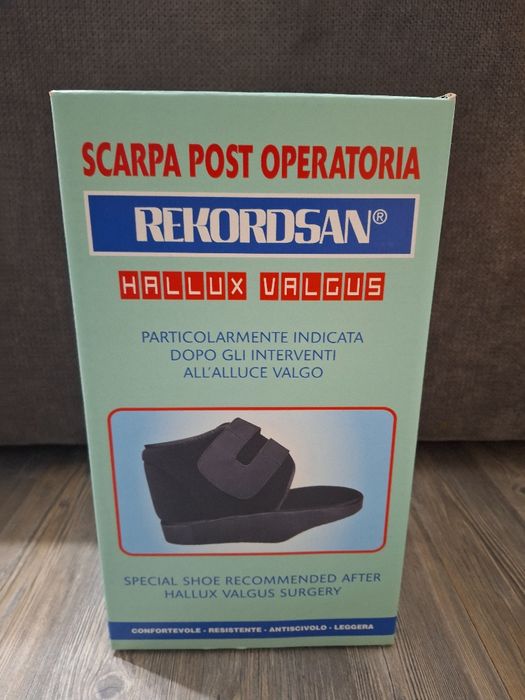 SCARPA POST OPERATORIA
REKORDSAN®
HALLUX VALGUS
PARTICOLARMENTE INDICATA
DOPO GLI INTERVENTI
ALL'ALLUCE VALGO
SPECIAL SHOE RECOMMENDED AFTER
HALLUX VALGUS SURGERY
CONFORTEVOLE - RESISTENTE - ANTISCIVOLO - LEGGERA